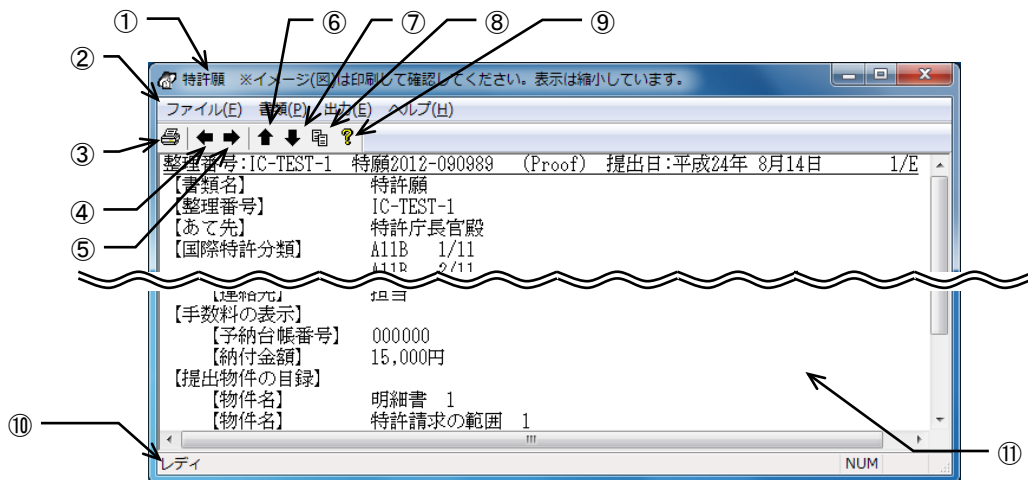 ① ⑥ ⑦ ⑧ ⑨
②
特許願　※イメージ(図)は印刷して確認してください。表示は縮小しています。
ファイル(F) 書類(P) 出力(E) ヘルプ(H)
③
整理番号:IC-TEST-1　特願2012-090989　(Proof)　提出日:平成24年 8月14日　1/E
【書類名】　特許願
【整理番号】　IC-TEST-1
④
【あて先】　特許庁長官殿
⑤
【国際特許分類】　A11B　1/11
A11B　2/11
【連絡先】　担当
【手数料の表示】
【予納台帳番号】　000000
【納付金額】　15,000円
【提出物件の目録】
【物件名】　明細書　1
【物件名】　特許請求の範囲　1
⑩
⑪
レディ　NUM